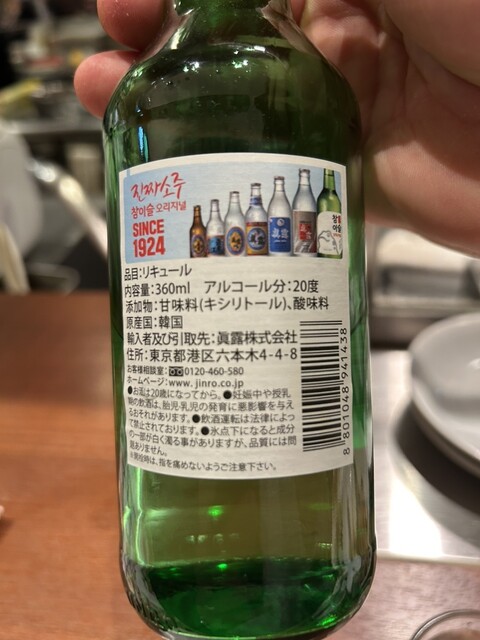 진짜소주
참이슬 오리지널
SINCE
1924
眞露
참이슬
品目:リキュール
内容量:360ml アルコール分:20度
添加物:甘味料(キシリトール)、酸味料
原産国:韓国
輸入者及び引取先:眞露株式会社
住所:東京都港区六本木4-4-8
お客様相談室:0120-460-580
ホームページ:www.jinro.co.jp
●お酒は20歳になってから。●妊娠中や授乳
期の飲酒は、胎児・乳児の発育に悪影響を与え
るおそれがあります。●飲酒運転は法律によっ
て禁止されております。●氷点下になると成分
の一部が白く濁る事がありますが、品質には問
題ありません。
※開栓時は、指を痛めないようご注意下さい。
8 801048 941438